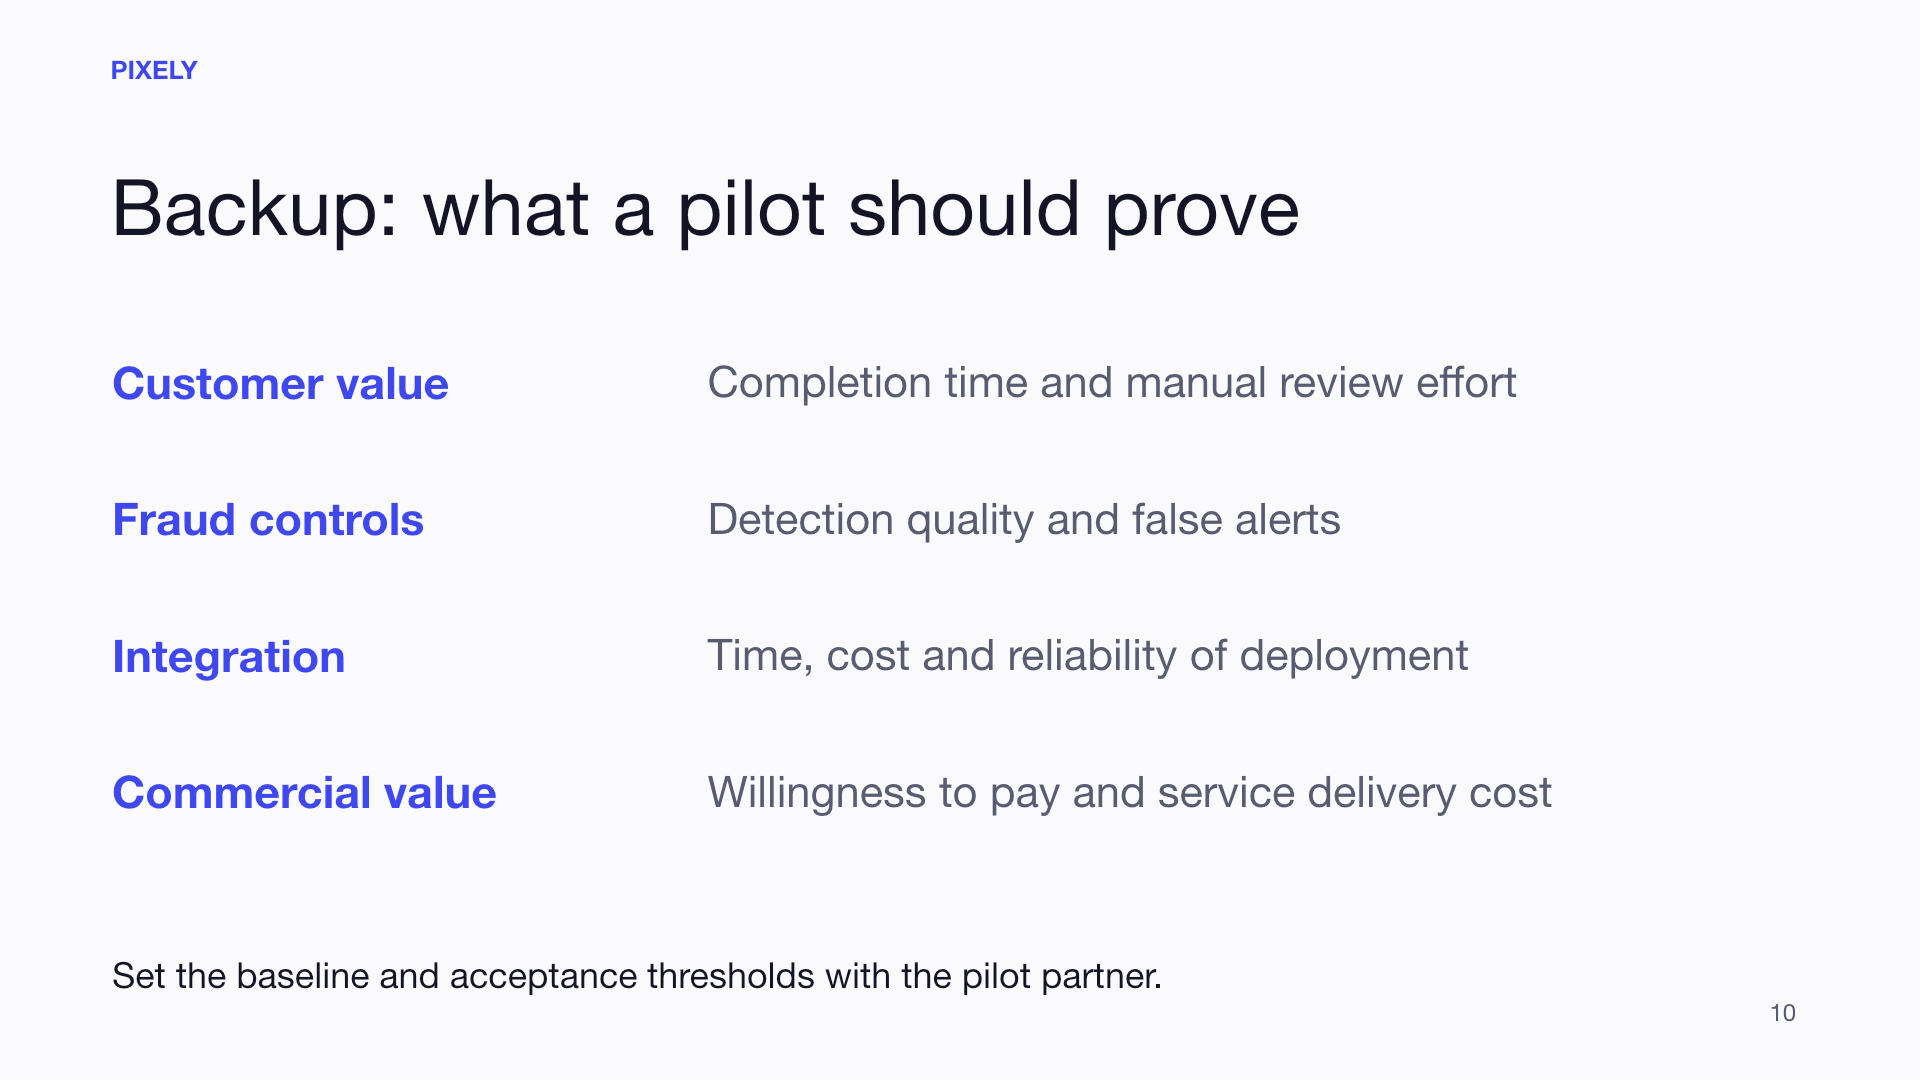 PIXELY
Backup: what a pilot should prove
Customer value
Completion time and manual review effort
Fraud controls
Detection quality and false alerts
Integration
Time, cost and reliability of deployment
Commercial value
Willingness to pay and service delivery cost
Set the baseline and acceptance thresholds with the pilot partner.
10